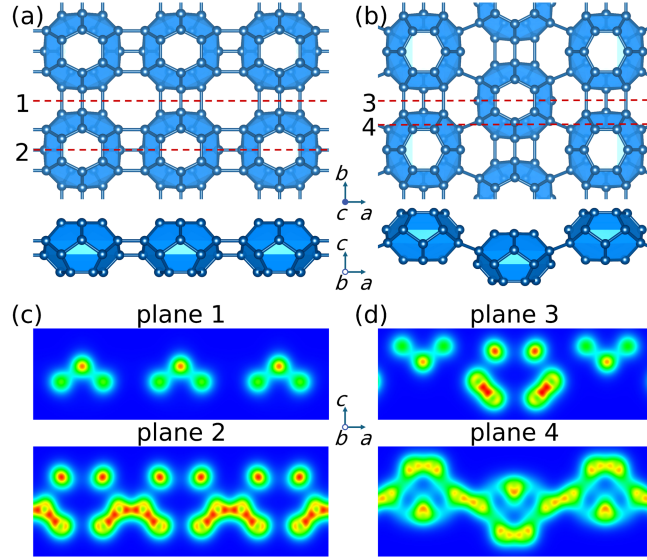 (a)
(b)
1
2
3
4
b
c a
c
b a
(c) plane 1
(d) plane 3
plane 2
plane 4
c
b a